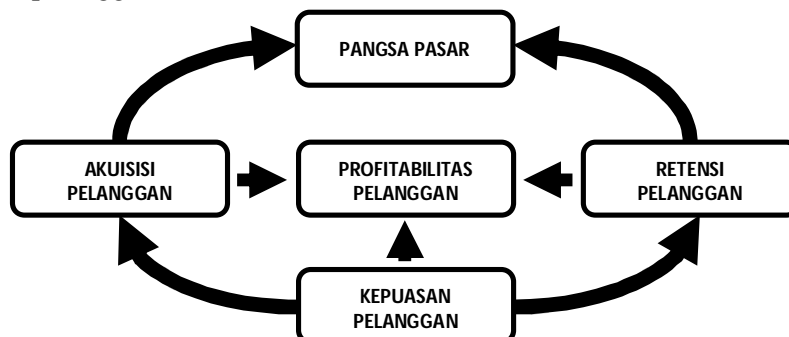 PANGSA PASAR
AKUISISI
PELANGGAN
PROFITABILITAS
PELANGGAN
RETENSI
PELANGGAN
KEPUASAN
PELANGGAN